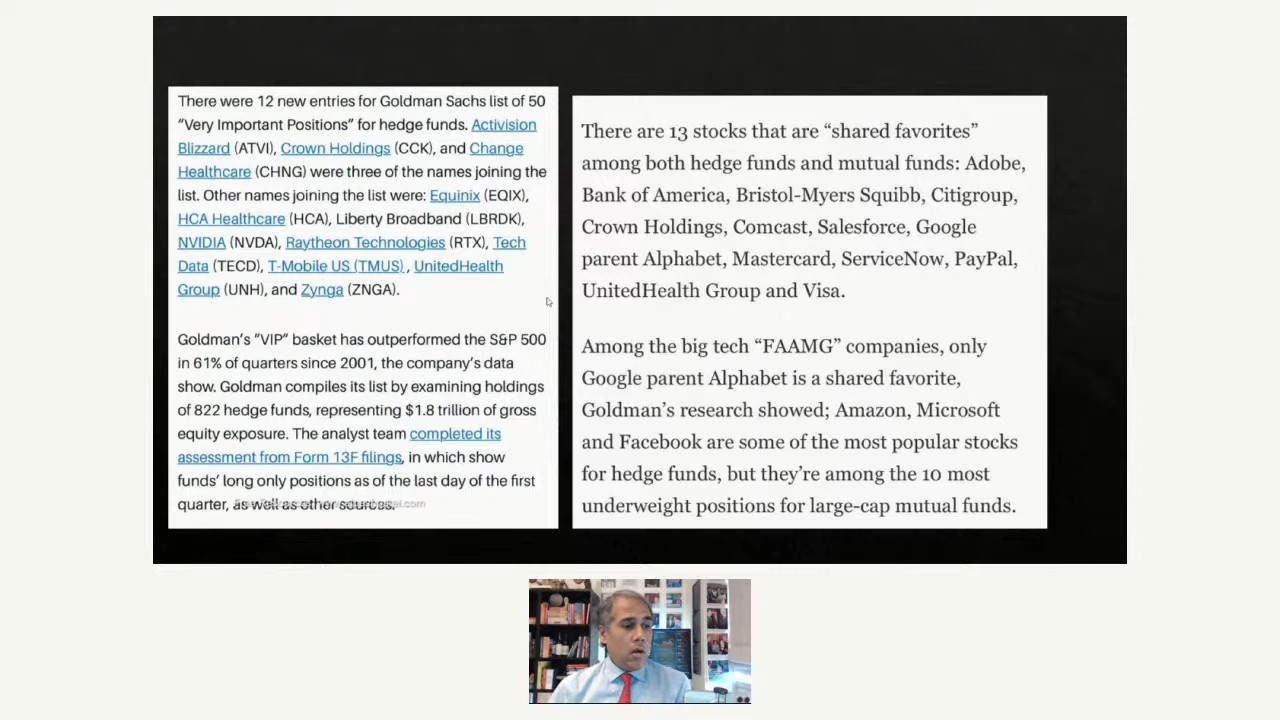 There were 12 new entries for Goldman Sachs list of 50
“Very Important Positions” for hedge funds. Activision
Blizzard (ATVI), Crown Holdings (CCK), and Change
Healthcare (CHNG) were three of the names joining the
list. Other names joining the list were: Equinix (EQIX),
HCA Healthcare (HCA), Liberty Broadband (LBRDK),
NVIDIA (NVDA), Raytheon Technologies (RTX), Tech
Data (TECD), T-Mobile US (TMUS) , UnitedHealth
Group (UNH), and Zynga (ZNGA).
Goldman’s “VIP” basket has outperformed the S&P 500
in 61% of quarters since 2001, the company’s data
show. Goldman compiles its list by examining holdings
of 822 hedge funds, representing $1.8 trillion of gross
equity exposure. The analyst team completed its
assessment from Form 13F filings, in which show
funds’ long only positions as of the last day of the first
quarter, as well as other sources.
There are 13 stocks that are “shared favorites”
among both hedge funds and mutual funds: Adobe,
Bank of America, Bristol-Myers Squibb, Citigroup,
Crown Holdings, Comcast, Salesforce, Google
parent Alphabet, Mastercard, ServiceNow, PayPal,
UnitedHealth Group and Visa.
Among the big tech “FAAMG” companies, only
Google parent Alphabet is a shared favorite,
Goldman’s research showed; Amazon, Microsoft
and Facebook are some of the most popular stocks
for hedge funds, but they’re among the 10 most
underweight positions for large-cap mutual funds.